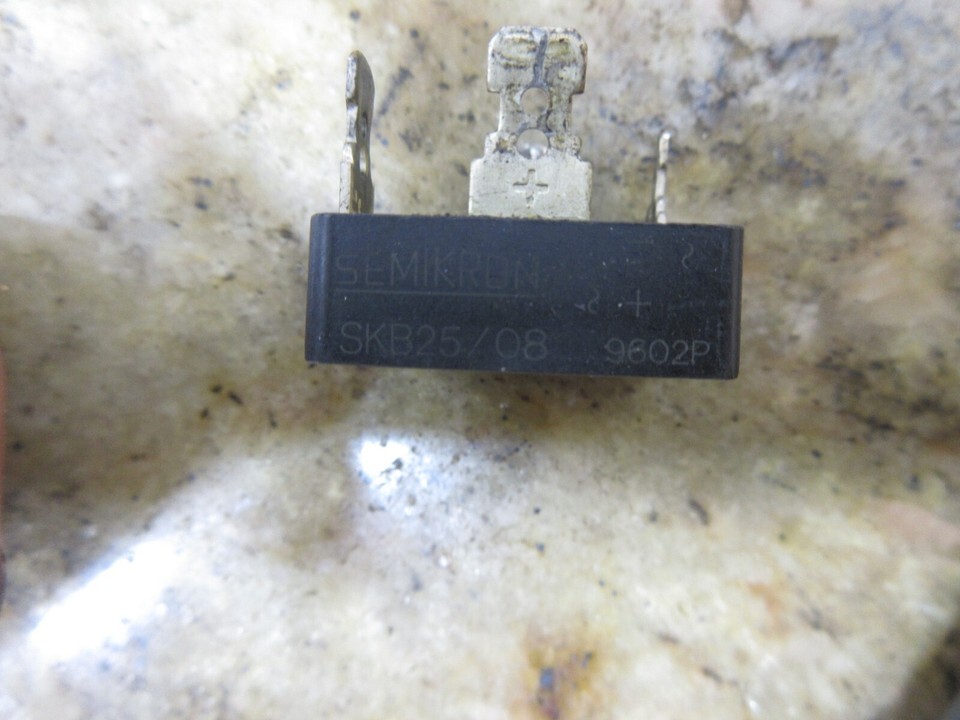 +
SEMIKRON
~ + ~
SKB25/08 9602P